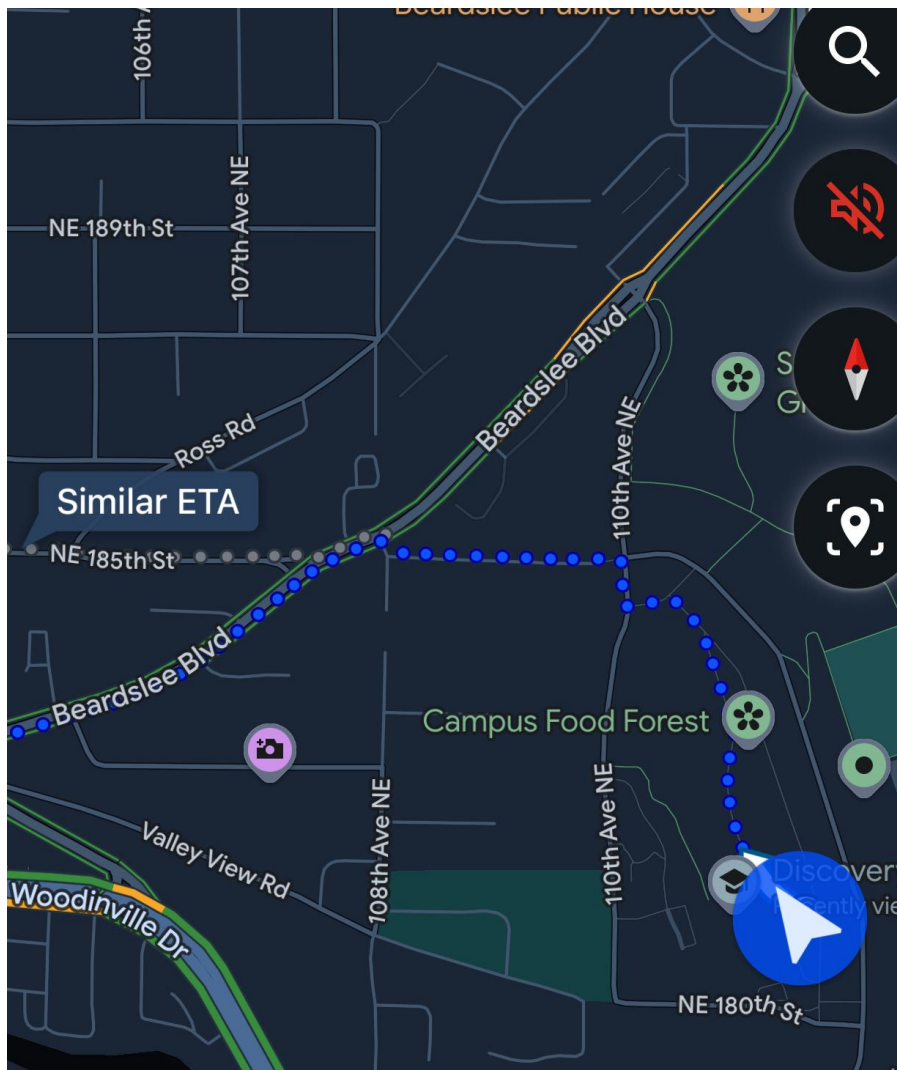 Beardslee Public House
106th A
107th Ave NE
NE 189th St
Beardslee Blvd
Ross Rd
110th Ave NE
S
Gr
Similar ETA
NE 185th St
Beardslee Blvd
Campus Food Forest
Valley View Rd
108th Ave NE
110th Ave NE
Discovery
Woodinville Dr
NE 180th St